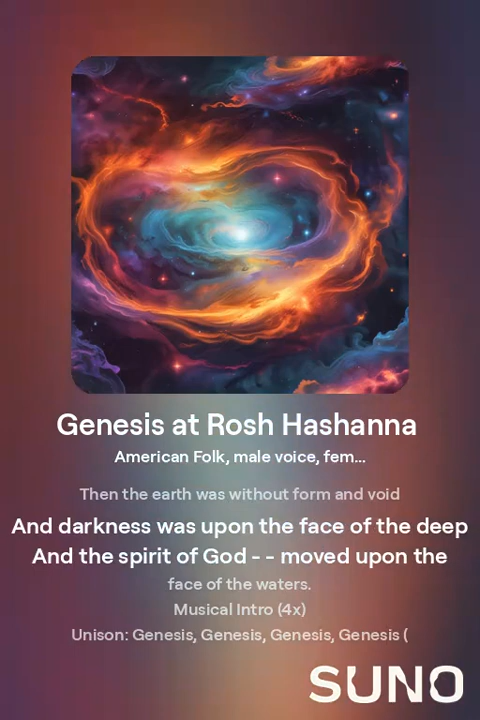 Genesis at Rosh Hashanna
American Folk, male voice, fem...
Then the earth was without form and void
And darkness was upon the face of the deep
And the spirit of God - - moved upon the
face of the waters.
Musical Intro (4x)
Unison: Genesis, Genesis, Genesis, Genesis (
SUNO